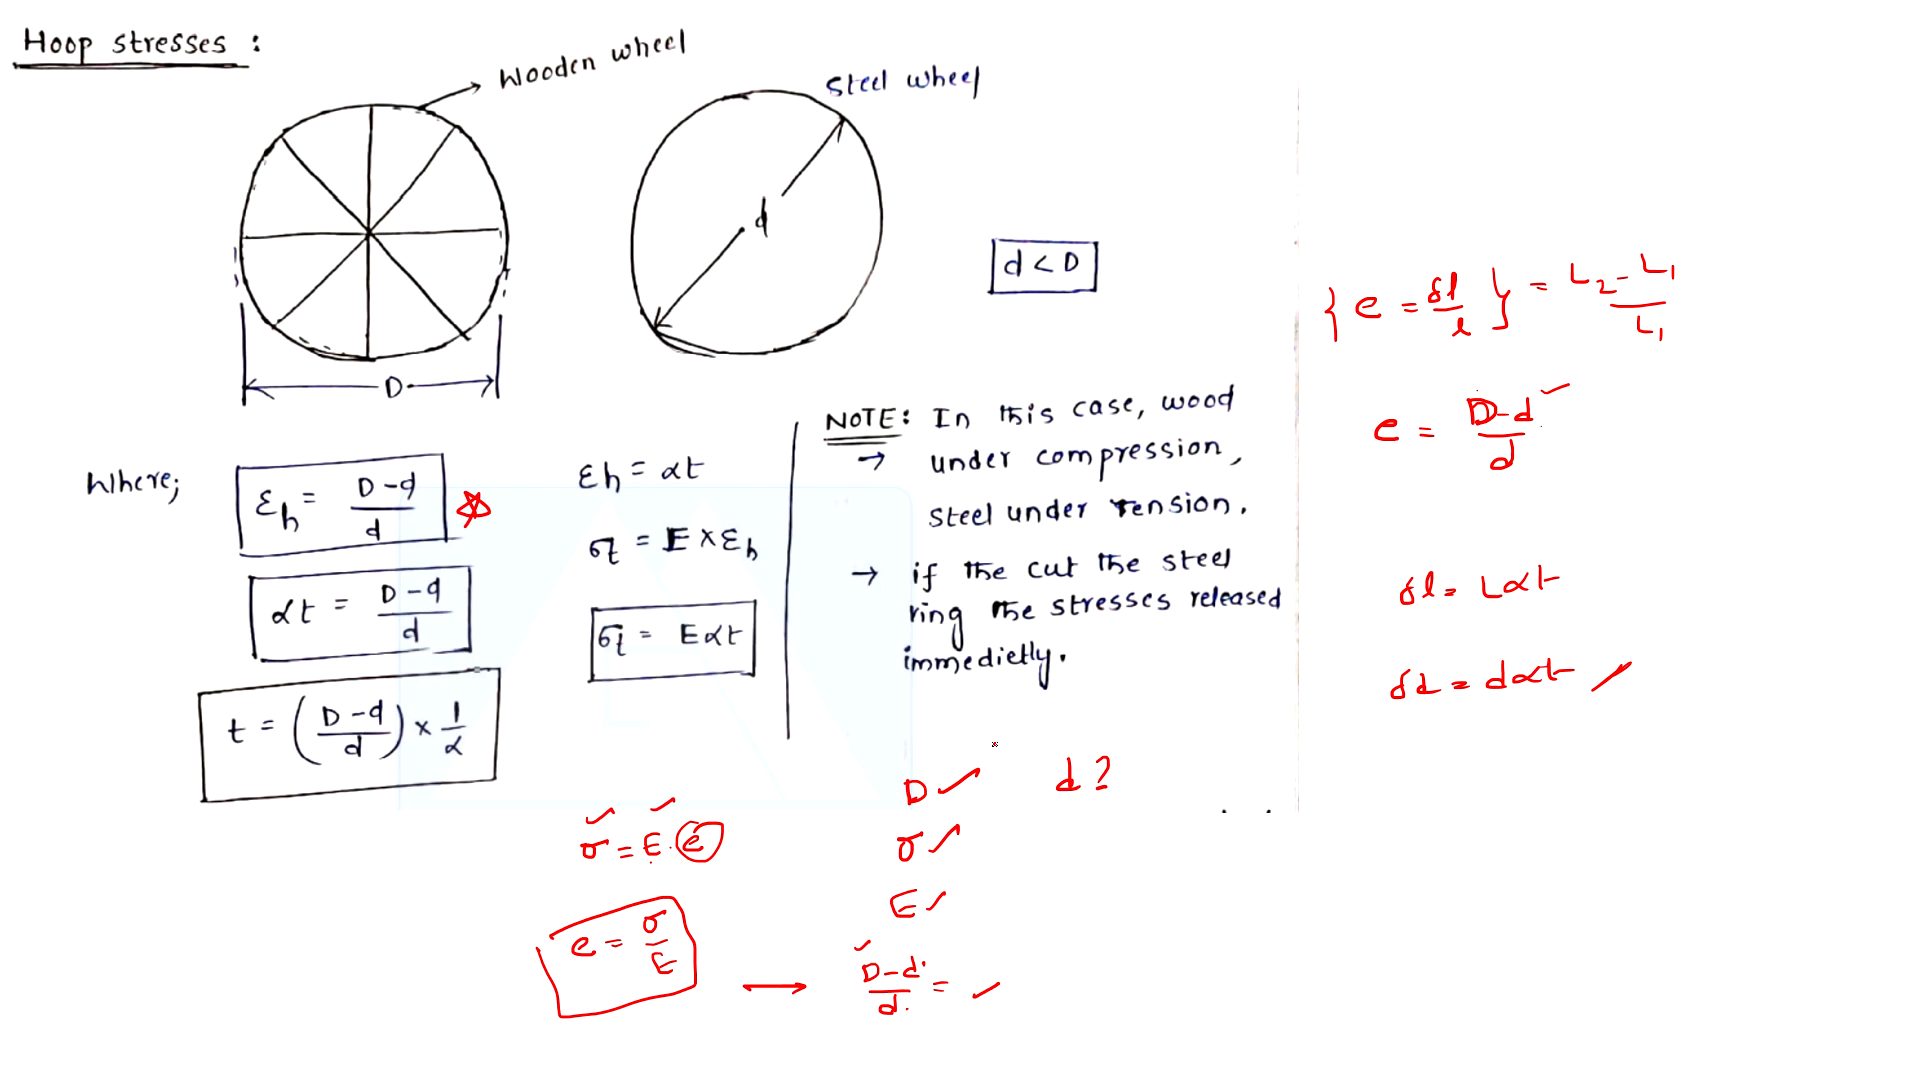 Hoop stresses :
Wooden wheel
Steel wheel
d
d < D
D
Where;
εh = D-d / d
αt = D-d / d
t = (D-d / d) × 1/α
εh = αt
σt = E × εh
σt = Eαt
NOTE: In this case, wood
→ under compression,
steel under Tension.
→ if the cut the steel
ring the stresses released
immedietly.
{ e = δl / l } = L2 - L1 / L1
e = D-d / d
δl = Lαt
δd = dαt
D ✓ d ?
σ ✓
E ✓
σ = E.e
e = σ / E
→ D-d / d = ✓